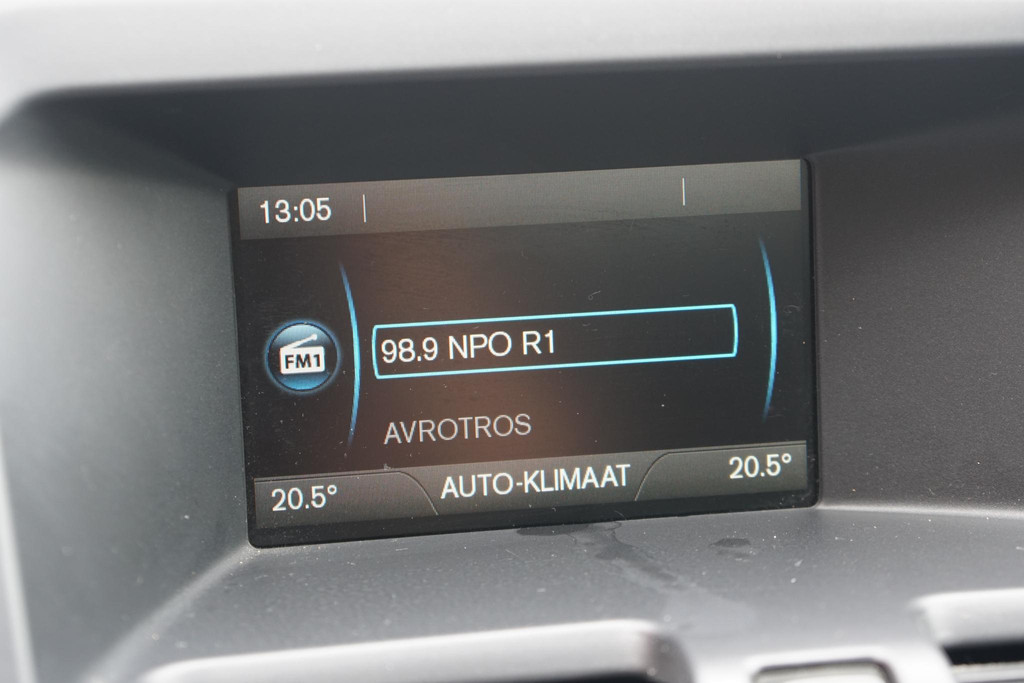 13:05
FM1
98.9 NPO R1
AVROTROS
20.5° AUTO-KLIMAAT 20.5°